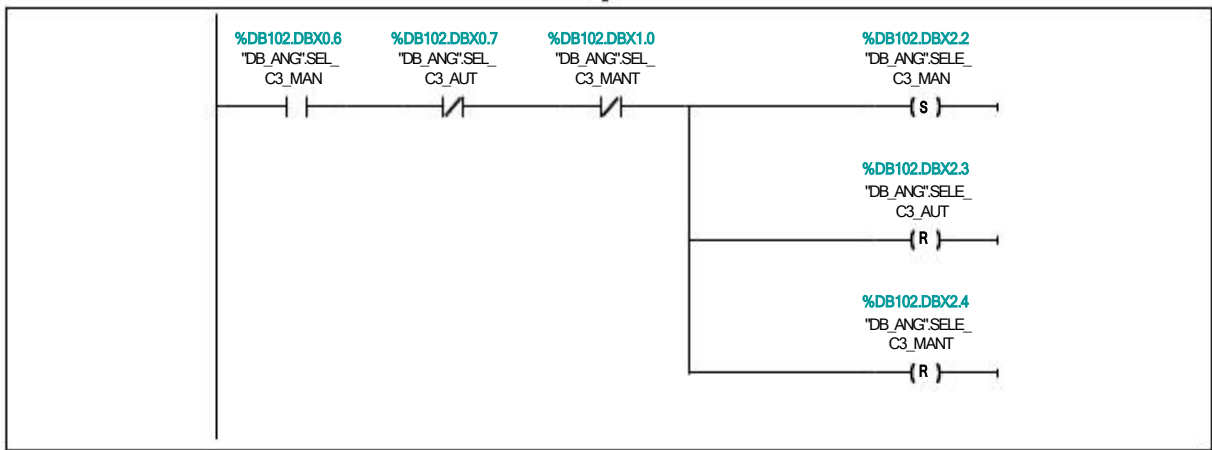 %DB102.DBX0.6
"DB_ANG".SEL_
C3_MAN
%DB102.DBX0.7
"DB_ANG".SEL_
C3_AUT
%DB102.DBX1.0
"DB_ANG".SEL_
C3_MANT
%DB102.DBX2.2
"DB_ANG".SELE_
C3_MAN
S
%DB102.DBX2.3
"DB_ANG".SELE_
C3_AUT
R
%DB102.DBX2.4
"DB_ANG".SELE_
C3_MANT
R